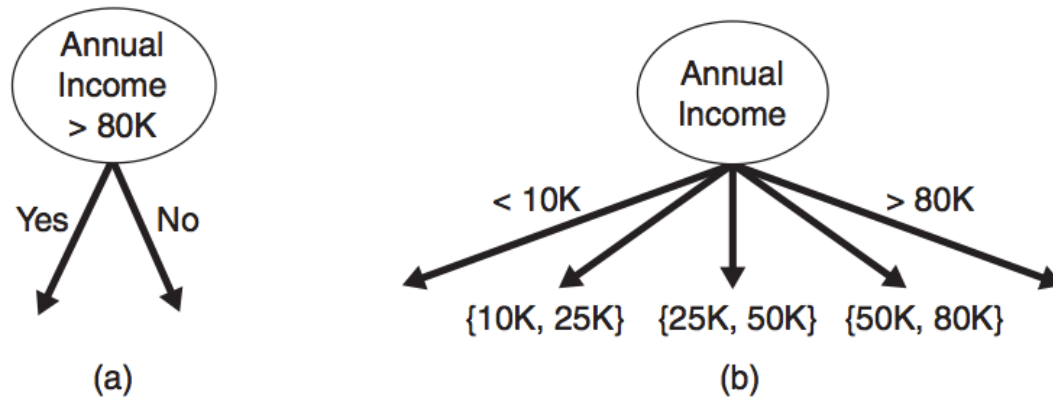 Annual
Income
> 80K
Yes
No
(a)
Annual
Income
< 10K
> 80K
{10K, 25K}
{25K, 50K}
{50K, 80K}
(b)